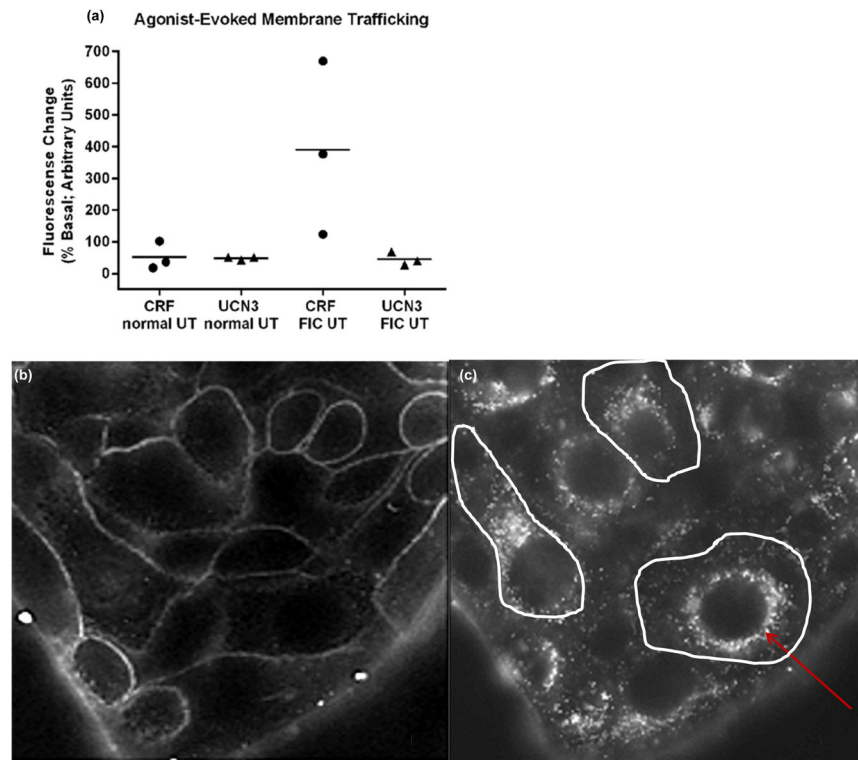 (a)
Agonist-Evoked Membrane Trafficking
Fluorescense Change
(% Basal; Arbitrary Units)
700
600
500
400
300
200
100
0
CRF
normal UT
UCN3
normal UT
CRF
FIC UT
UCN3
FIC UT
(b)
(c)